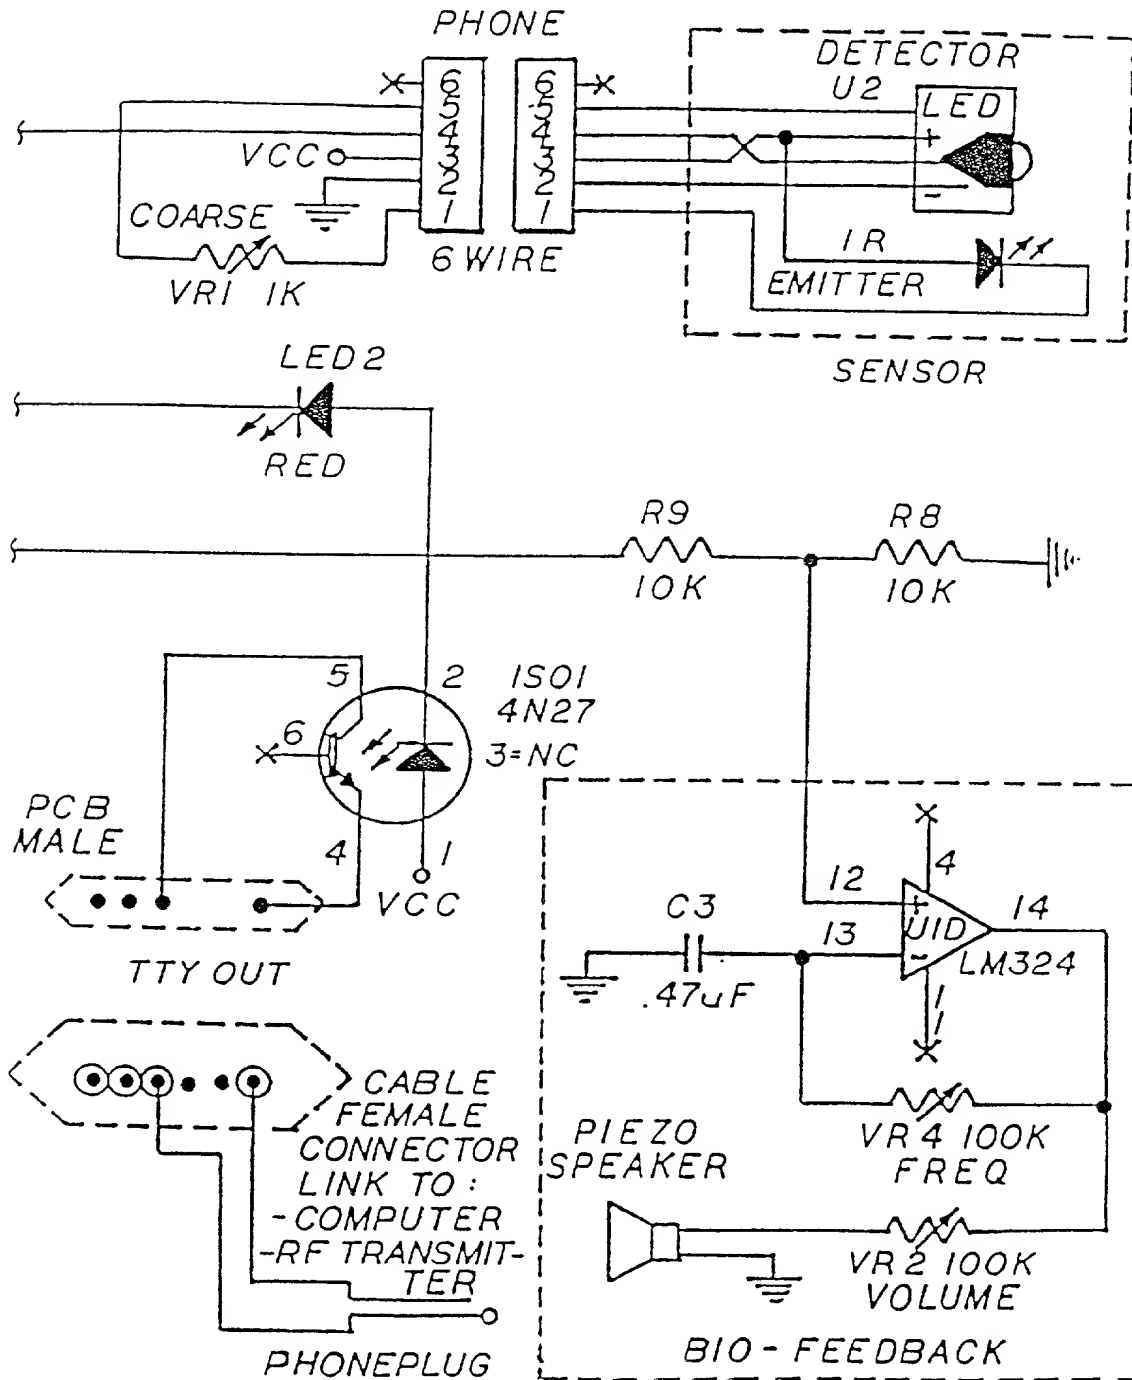 PHONE
6
5
4
3
2
1
6
5
4
3
2
1
6 WIRE
VCC
COARSE
VR1 1K
DETECTOR
U2
LED
+
-
IR
EMITTER
SENSOR
LED2
RED
R9
10K
R8
10K
5
2
ISO1
4N27
3=NC
6
4
1
VCC
PCB
MALE
TTY OUT
CABLE
FEMALE
CONNECTOR
LINK TO :
-COMPUTER
-RF TRANSMIT-
TER
PHONEPLUG
12
4
+
U1D
14
13
-
LM324
11
C3
.47uF
VR4 100K
FREQ
PIEZO
SPEAKER
VR2 100K
VOLUME
BIO-FEEDBACK